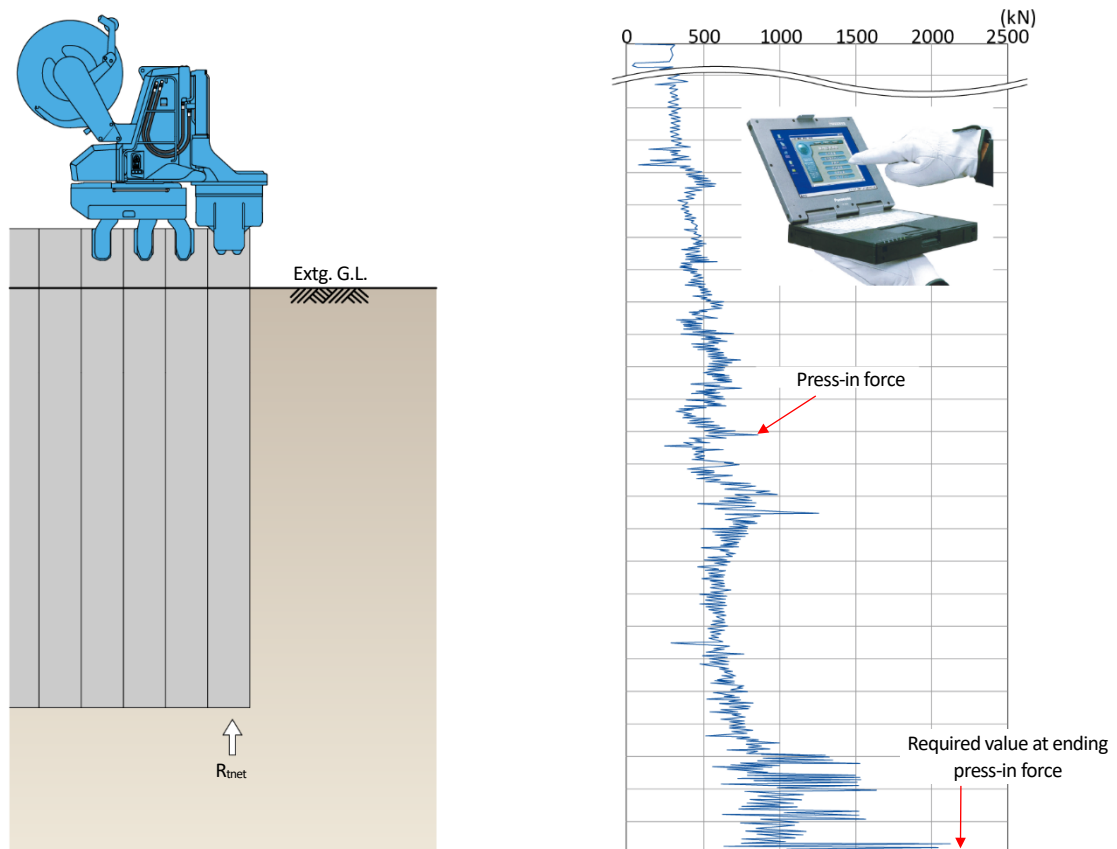 (kN)
0 500 1000 1500 2000 2500
Extg. G.L.
Press-in force
Required value at ending
press-in force
Rtnet
Panasonic